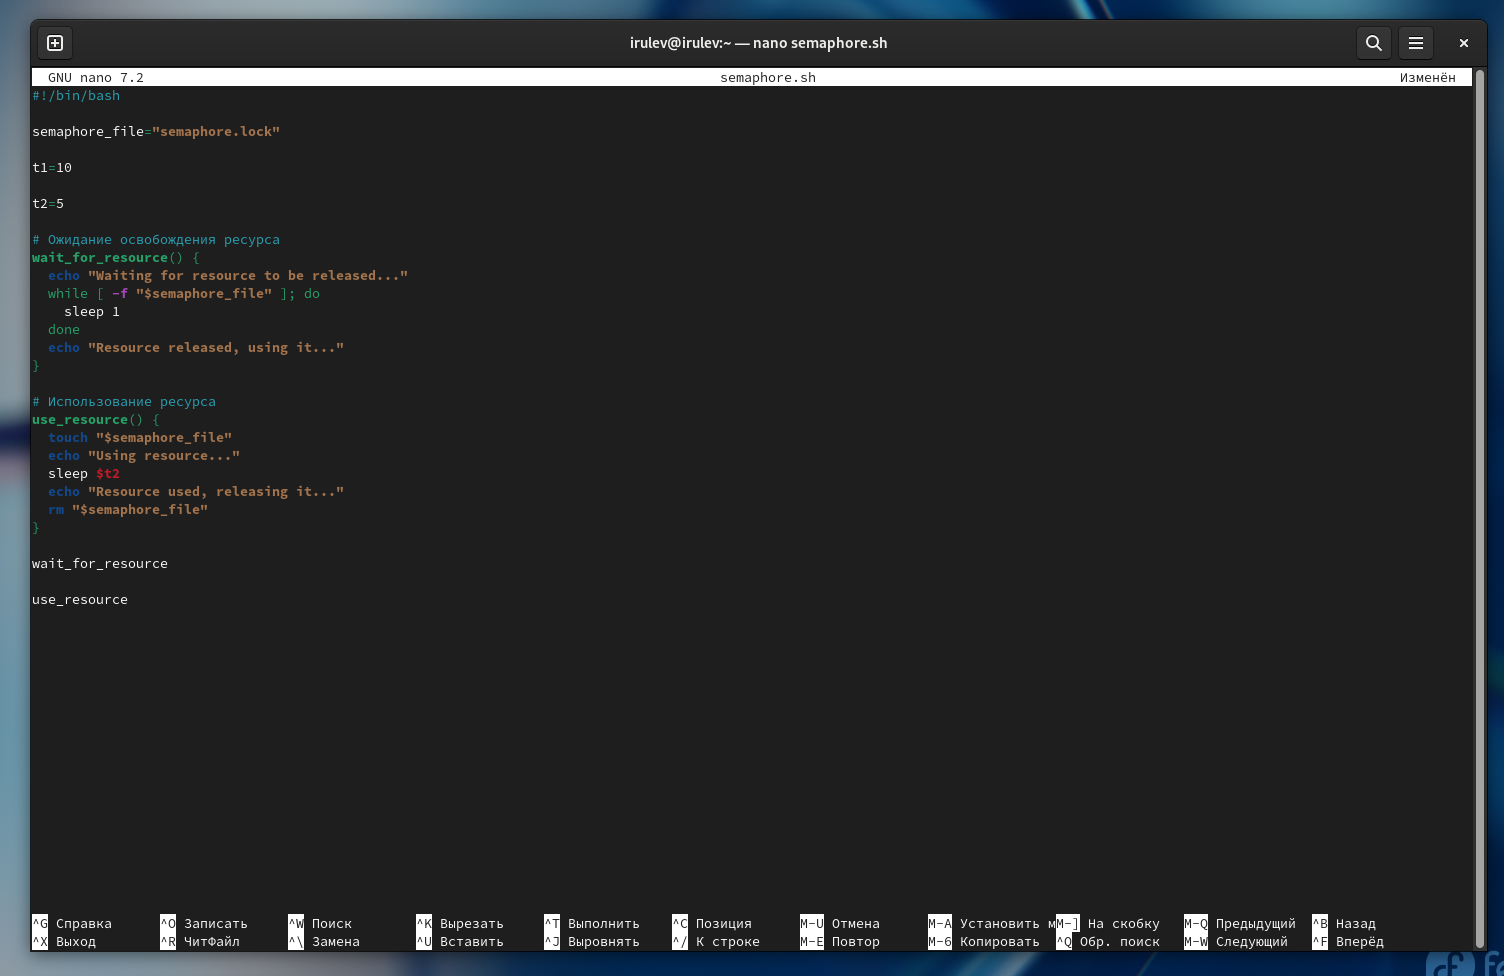 irulev@irulev:~ — nano semaphore.sh
GNU nano 7.2 semaphore.sh Изменён
#!/bin/bash
semaphore_file="semaphore.lock"
t1=10
t2=5
# Ожидание освобождения ресурса
wait_for_resource() {
  echo "Waiting for resource to be released..."
  while [ -f "$semaphore_file" ]; do
    sleep 1
  done
  echo "Resource released, using it..."
}
# Использование ресурса
use_resource() {
  touch "$semaphore_file"
  echo "Using resource..."
  sleep $t2
  echo "Resource used, releasing it..."
  rm "$semaphore_file"
}
wait_for_resource
use_resource
^G Справка ^O Записать ^W Поиск ^K Вырезать ^T Выполнить ^C Позиция M-U Отмена M-A Установить мM-] На скобку M-Q Предыдущий ^B Назад
^X Выход ^R ЧитФайл ^\ Замена ^U Вставить ^J Выровнять ^/ К строке M-E Повтор M-6 Копировать ^Q Обр. поиск M-W Следующий ^F Вперёд